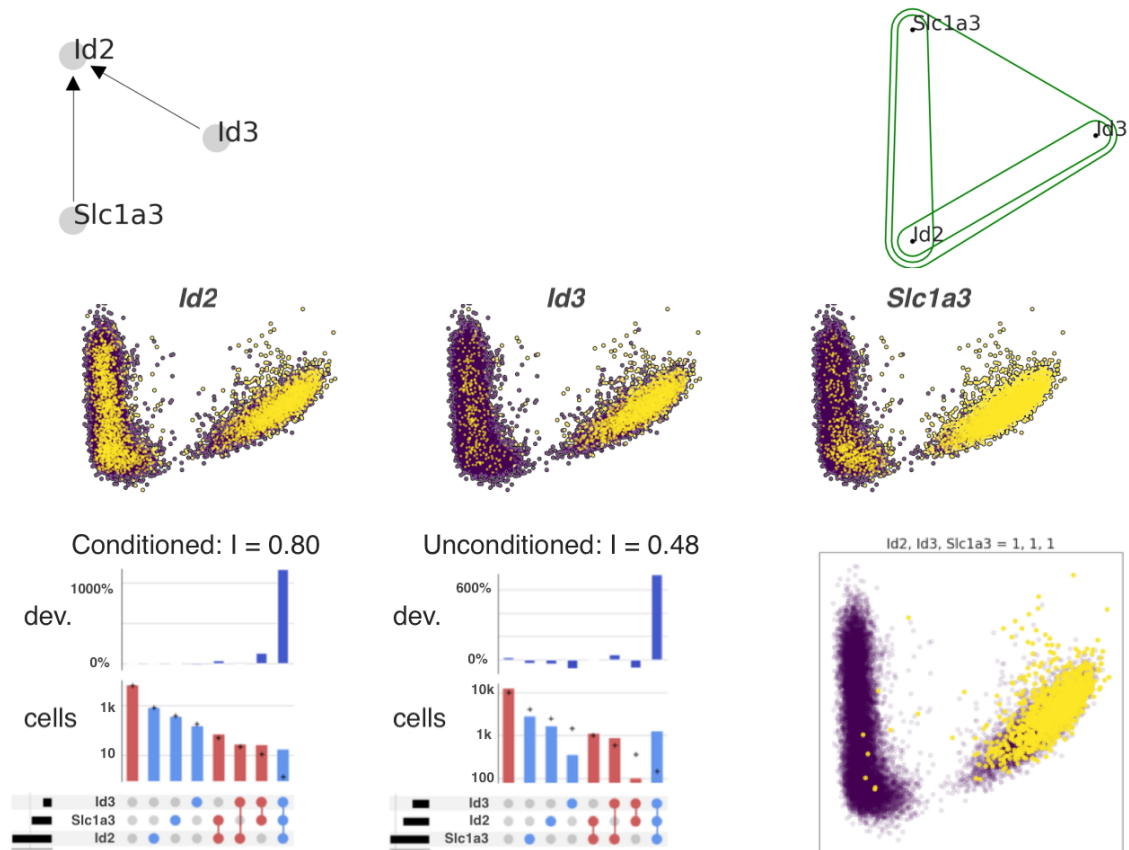 Id2
Id3
Slc1a3
Slc1a3
Id3
Id2
Id2
Id3
Slc1a3
Conditioned: I = 0.80
1000%
dev.
0%
cells
1k
10
Id3
Slc1a3
Id2
Unconditioned: I = 0.48
600%
dev.
0%
10k
cells
1k
100
Id3
Id2
Slc1a3
Id2, Id3, Slc1a3 = 1, 1, 1